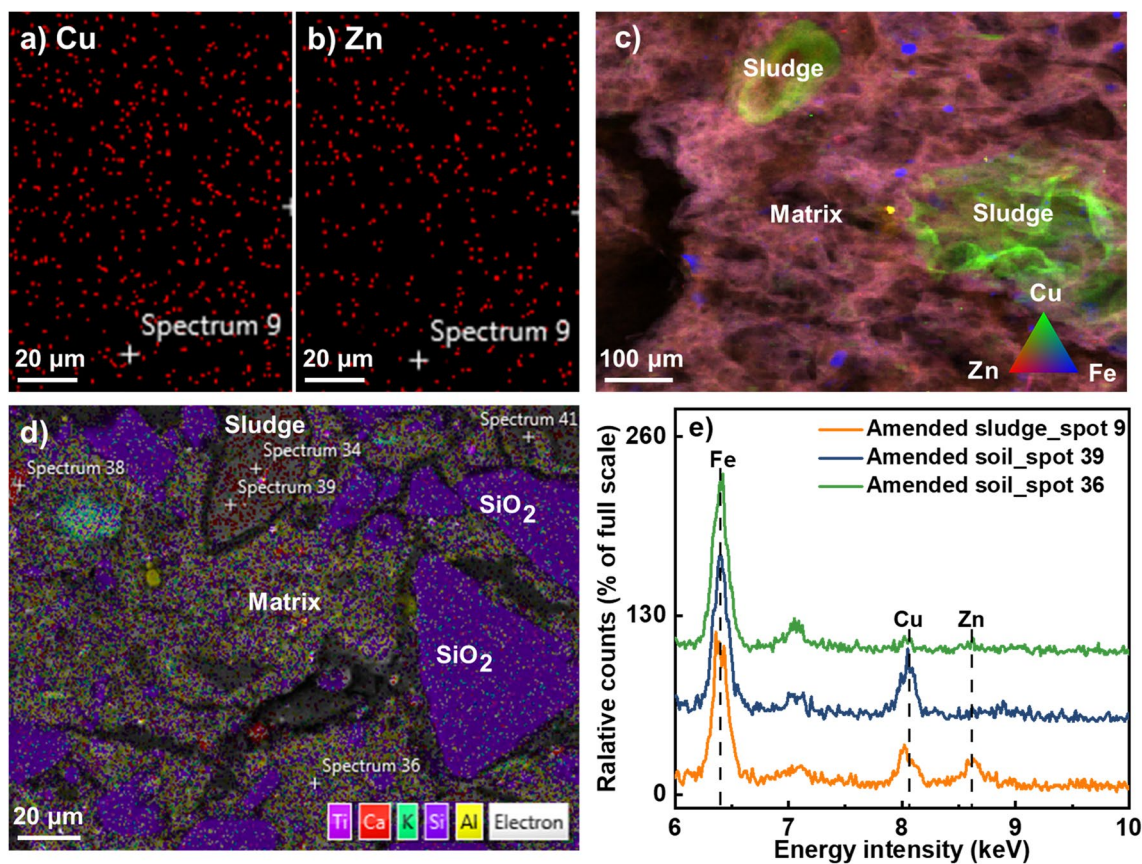 a) Cu
Spectrum 9
20 μm
b) Zn
Spectrum 9
20 μm
c)
Sludge
Matrix
Sludge
Cu
Zn
Fe
100 μm
d)
Sludge
Spectrum 41
Spectrum 38
Spectrum 34
Spectrum 39
SiO2
Matrix
SiO2
Spectrum 36
20 μm
Ti Ca K Si Al Electron
e)
Amended sludge_spot 9
Amended soil_spot 39
Amended soil_spot 36
Fe
Cu
Zn
260
130
0
Ralative counts (% of full scale)
6 7 8 9 10
Energy intensity (keV)